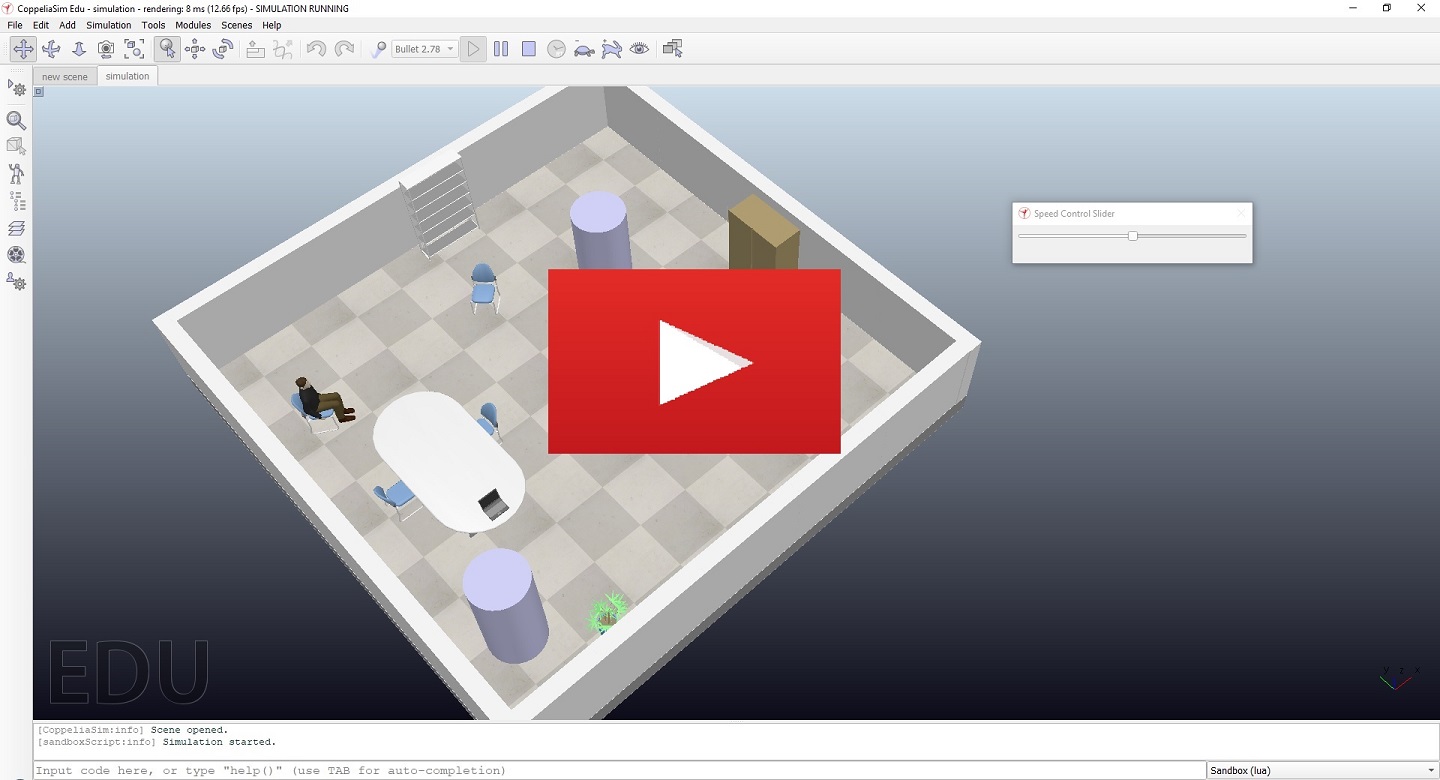 CoppeliaSim Edu - simulation - rendering: 8 ms (12.66 fps) - SIMULATION RUNNING
File Edit Add Simulation Tools Modules Scenes Help
Bullet 2.78
new scene simulation
Speed Control Slider
EDU
[CoppeliaSim:info] Scene opened.
[sandboxScript:info] Simulation started.
Input code here, or type "help()" (use TAB for auto-completion)
Sandbox (lua)